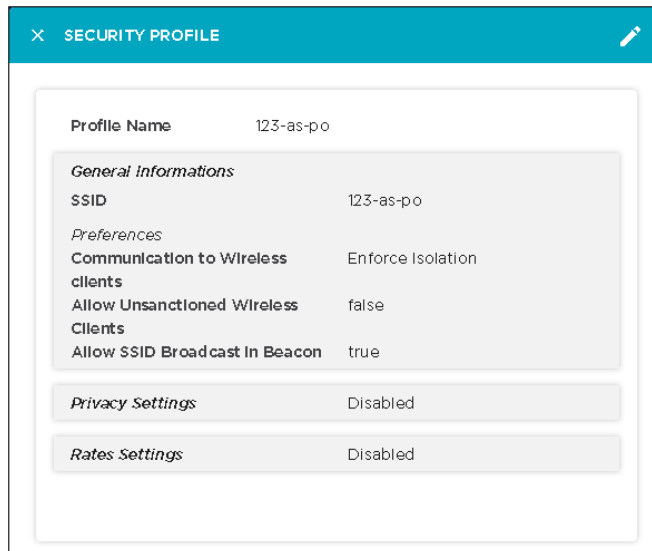 SECURITY PROFILE
Profile Name 123-as-po
General Informations
SSID 123-as-po
Preferences
Communication to Wireless Enforce Isolation
clients
Allow Unsanctioned Wireless false
Clients
Allow SSID Broadcast in Beacon true
Privacy Settings Disabled
Rates Settings Disabled